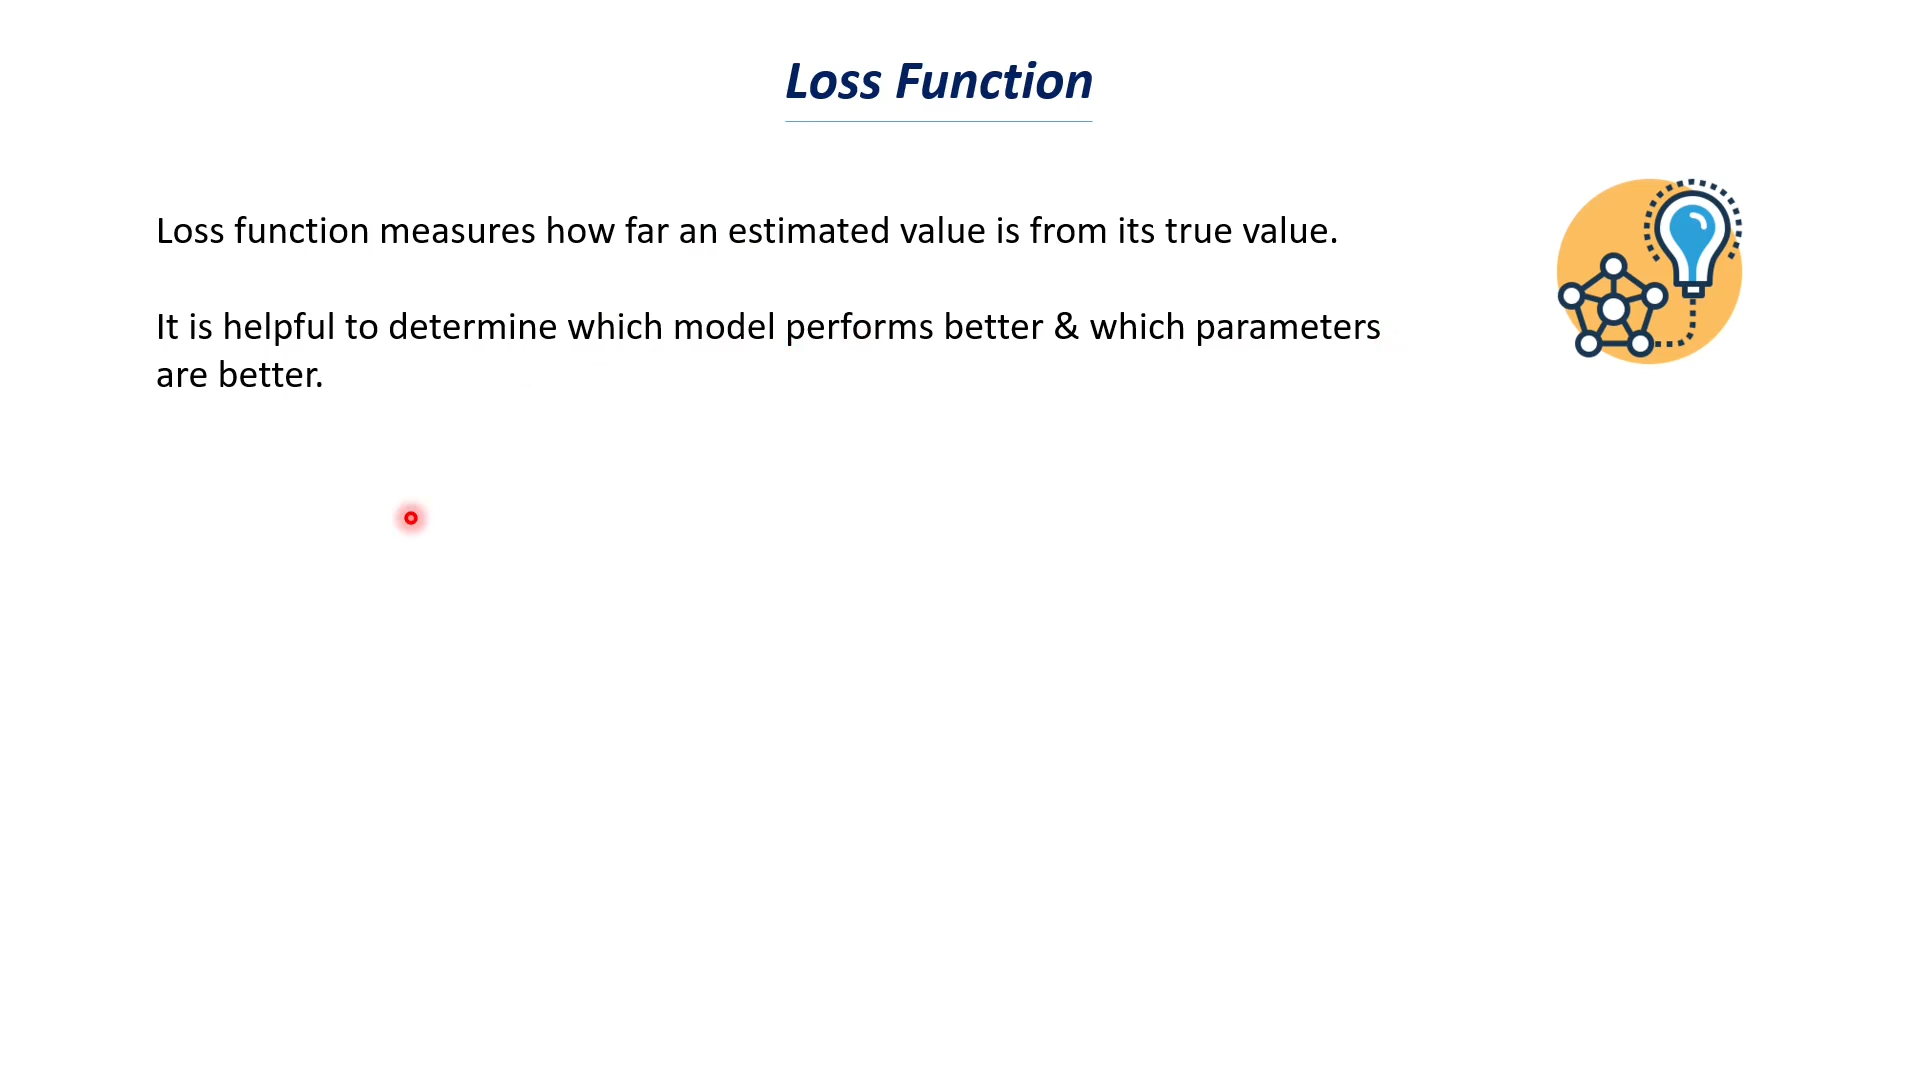 Loss Function
Loss function measures how far an estimated value is from its true value.
It is helpful to determine which model performs better & which parameters
are better.